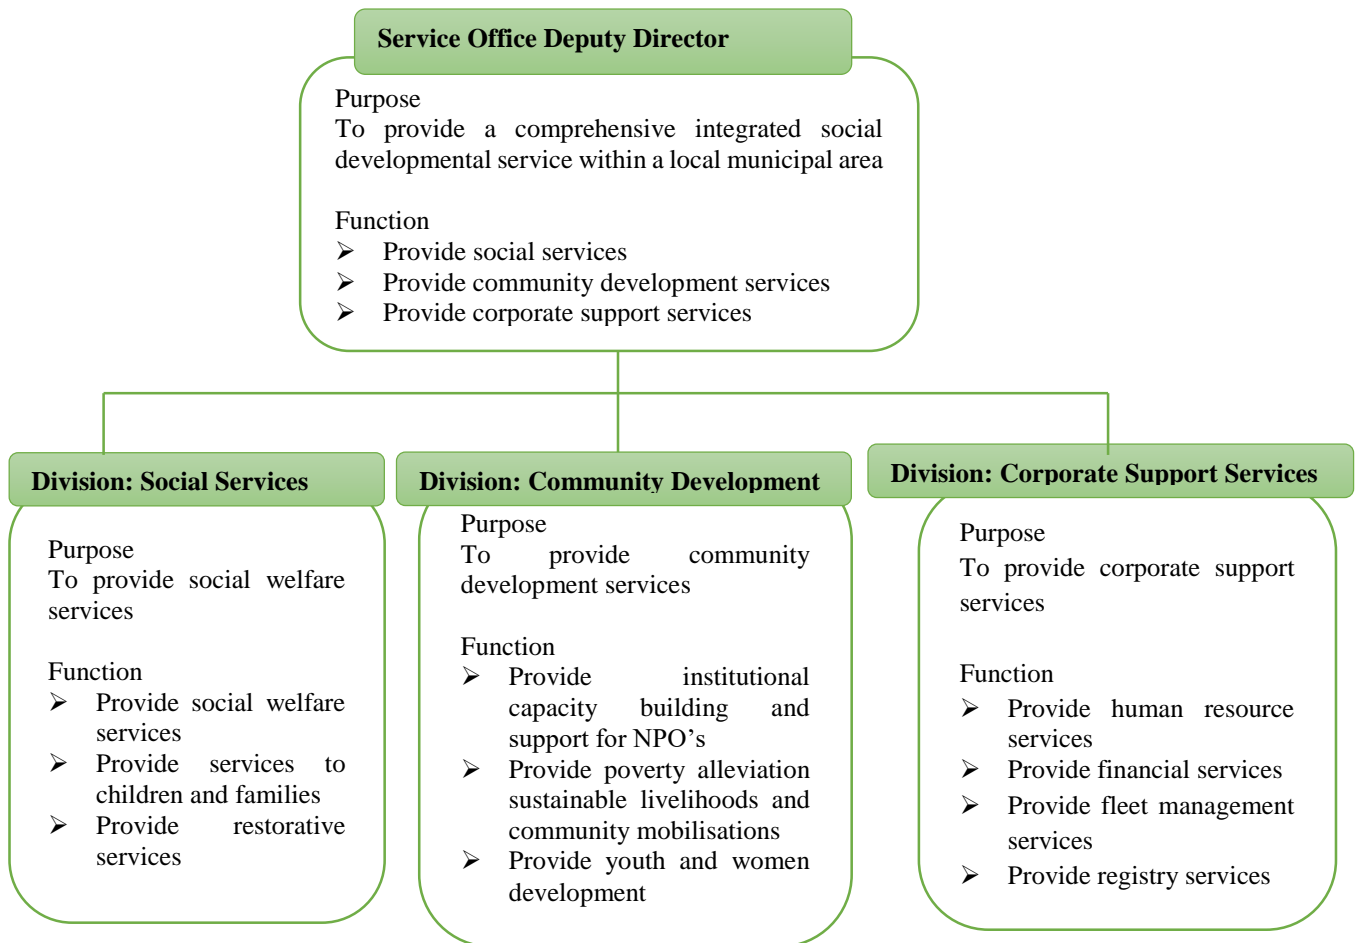 Service Office Deputy Director
Purpose
To provide a comprehensive integrated social
developmental service within a local municipal area
Function
➢ Provide social services
➢ Provide community development services
➢ Provide corporate support services
Division: Social Services
Purpose
To provide social welfare
services
Function
➢ Provide social welfare
services
➢ Provide services to
children and families
➢ Provide restorative
services
Division: Community Development
Purpose
To provide community
development services
Function
➢ Provide institutional
capacity building and
support for NPO’s
➢ Provide poverty alleviation
sustainable livelihoods and
community mobilisations
➢ Provide youth and women
development
Division: Corporate Support Services
Purpose
To provide corporate support
services
Function
➢ Provide human resource
services
➢ Provide financial services
➢ Provide fleet management
services
➢ Provide registry services